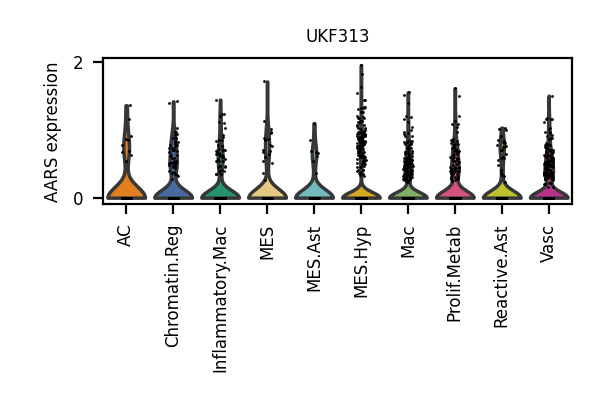 UKF313
AARS expression
2
0
AC
Chromatin.Reg
Inflammatory.Mac
MES
MES.Ast
MES.Hyp
Mac
Prolif.Metab
Reactive.Ast
Vasc